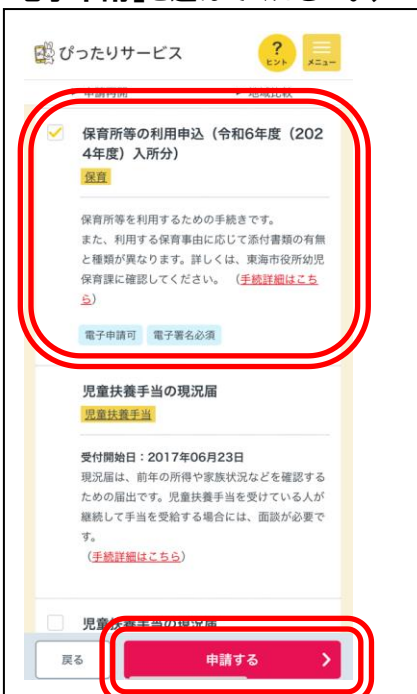 ぴったりサービス
?
ヒント
メニュー
保育所等の利用申込（令和6年度（202
4年度）入所分）
保育
保育所等を利用するための手続きです。
また、利用する保育事由に応じて添付書類の有無
と種類が異なります。詳しくは、東海市役所幼児
保育課に確認してください。（手続詳細はこち
ら）
電子申請可 電子署名必須
児童扶養手当の現況届
児童扶養手当
受付開始日：2017年06月23日
現況届は、前年の所得や家族状況などを確認する
ための届出です。児童扶養手当を受けている人が
継続して手当を受給する場合には、面談が必要で
す。
（手続詳細はこちら）
児童扶養手当の現況届
戻る
申請する